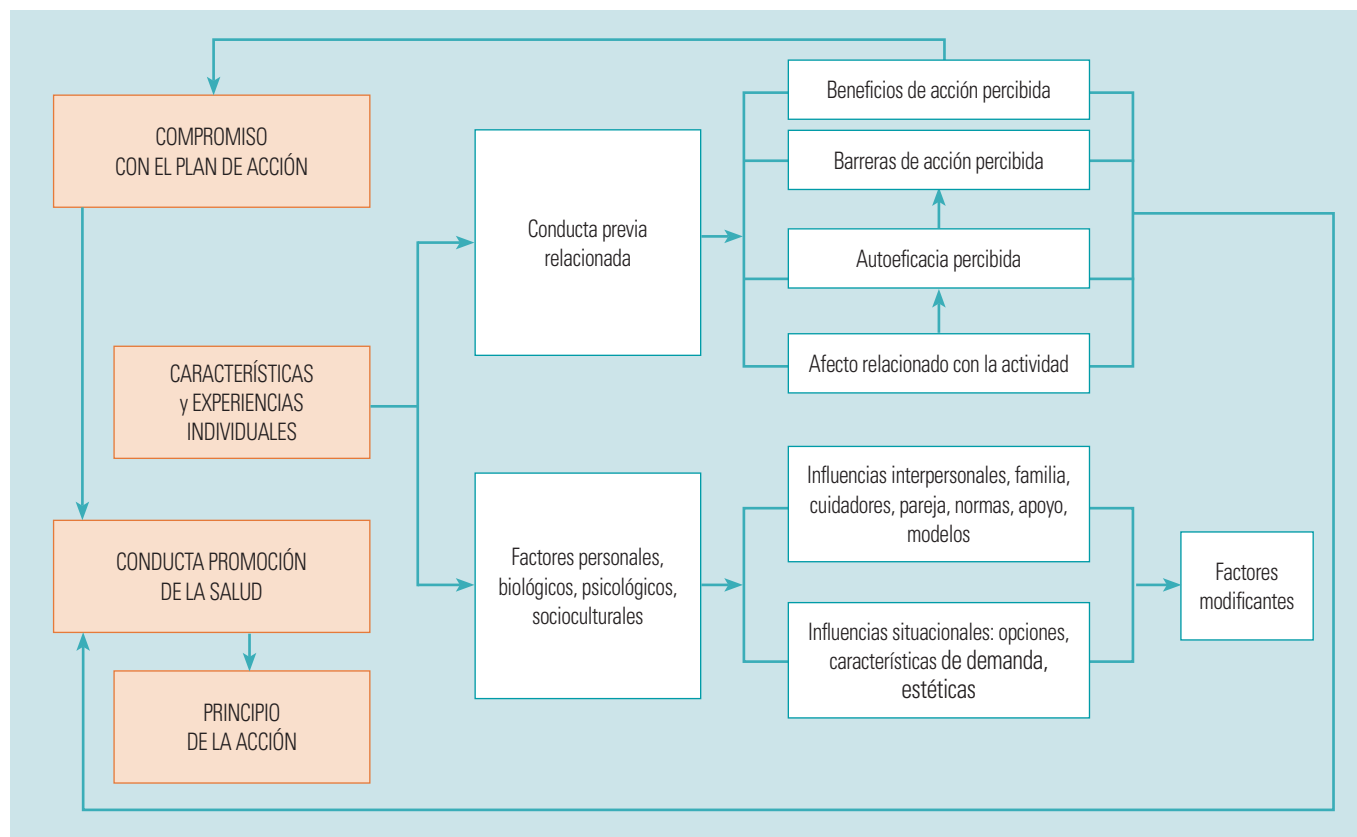 COMPROMISO
CON EL PLAN DE ACCIÓN
CARACTERÍSTICAS
y EXPERIENCIAS
INDIVIDUALES
CONDUCTA PROMOCIÓN
DE LA SALUD
PRINCIPIO
DE LA ACCIÓN
Conducta previa
relacionada
Factores personales,
biológicos, psicológicos,
socioculturales
Beneficios de acción percibida
Barreras de acción percibida
Autoeficacia percibida
Afecto relacionado con la actividad
Influencias interpersonales, familia,
cuidadores, pareja, normas, apoyo,
modelos
Influencias situacionales: opciones,
características de demanda,
estéticas
Factores
modificantes